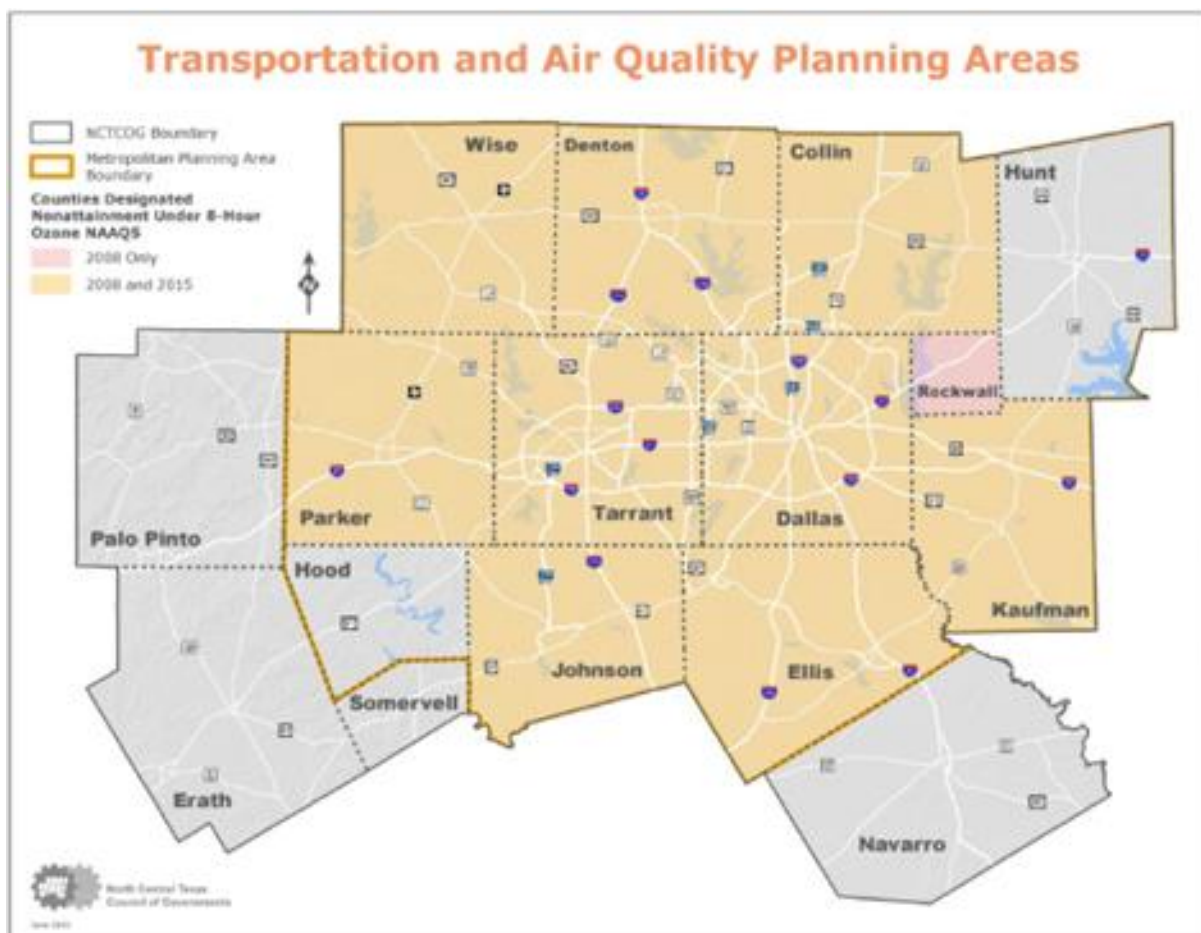 Transportation and Air Quality Planning Areas
NCTCOG Boundary
Metropolitan Planning Area
Boundary
Counties Designated
Nonattainment Under 8-Hour
Ozone NAAQS
2008 Only
2008 and 2015
N
Wise
Denton
Collin
Hunt
Rockwall
Palo Pinto
Parker
Tarrant
Dallas
Kaufman
Hood
Johnson
Ellis
Somervell
Erath
Navarro
North Central Texas
Council of Governments